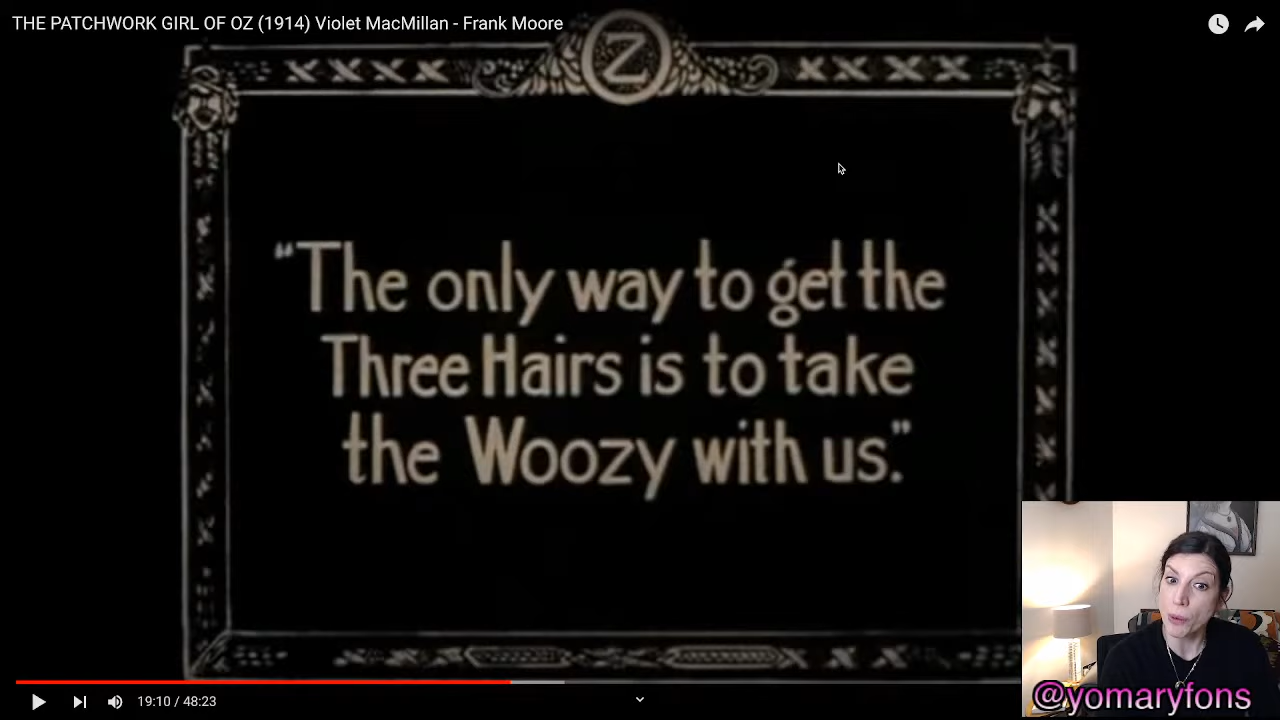 THE PATCHWORK GIRL OF OZ (1914) Violet MacMillan - Frank Moore
Z
“The only way to get the
Three Hairs is to take
the Woozy with us.”
19:10 / 48:23
@yomaryfons